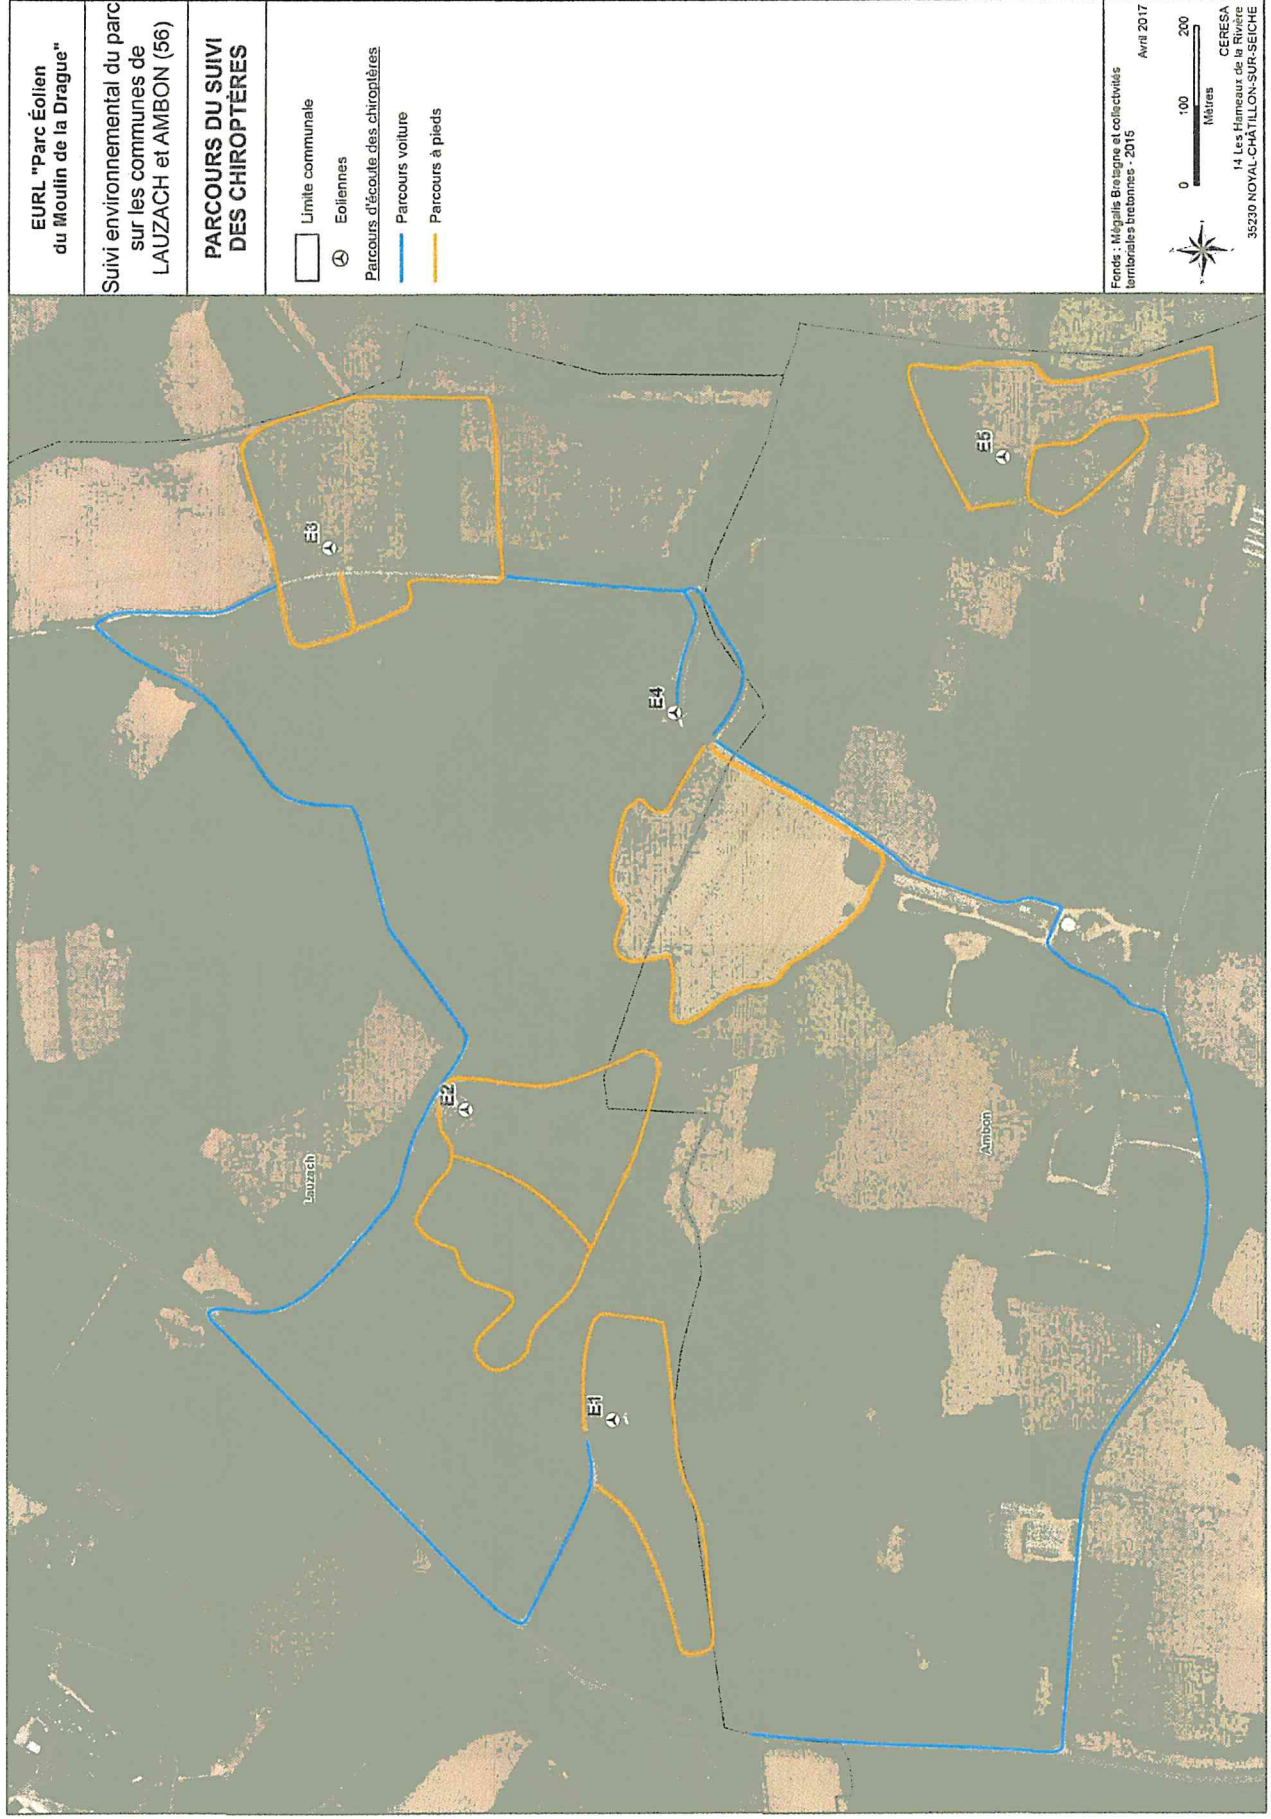 EURL "Parc Éolien
du Moulin de la Drague"
Suivi environnemental du parc
sur les communes de
LAUZACH et AMBON (56)
PARCOURS DU SUIVI
DES CHIROPTÈRES
Limite communale
Eoliennes
Parcours d'écoute des chiroptères
Parcours voiture
Parcours à pieds
Fonds : Mégalis Bretagne et collectivités
territoriales bretonnes - 2015
Avril 2017
0 100 200
Mètres
CERESA
14 Les Hameaux de la Rivière
35230 NOYAL-CHÂTILLON-SUR-SEICHE
E3
E5
E4
E2
Lauzach
Ambon
E1